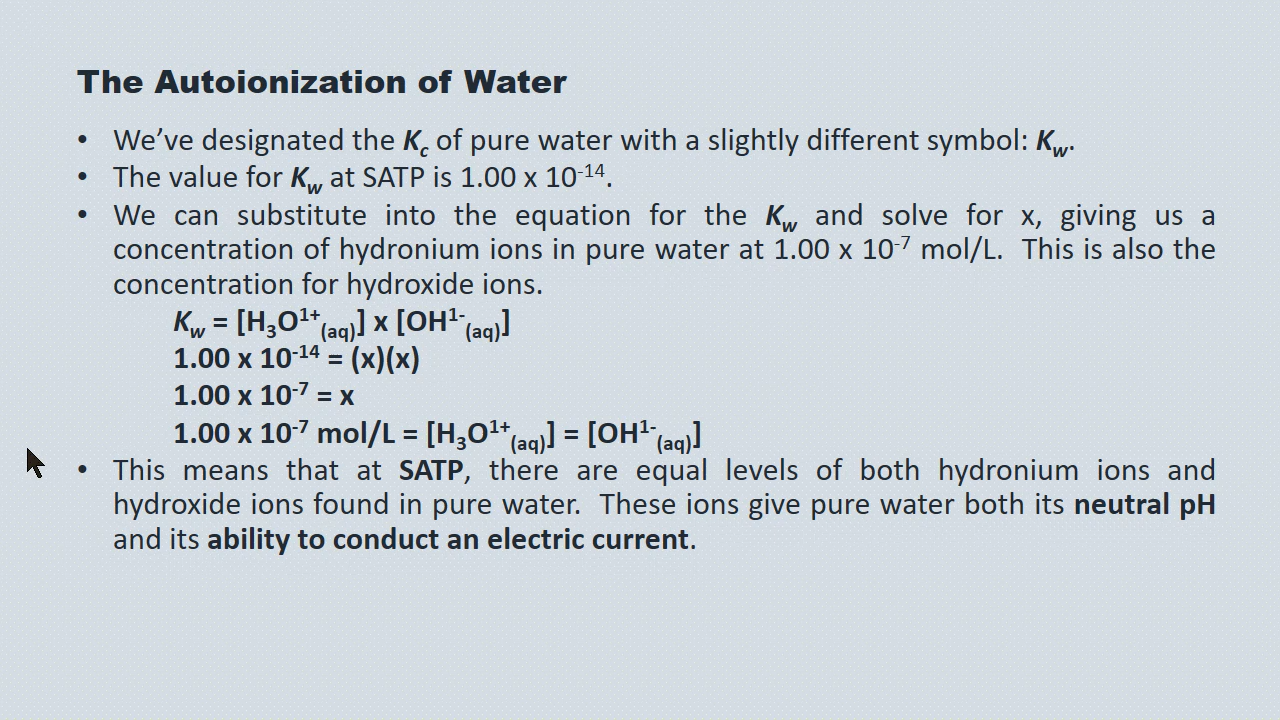 The Autoionization of Water
• We’ve designated the Kc of pure water with a slightly different symbol: Kw.
• The value for Kw at SATP is 1.00 x 10-14.
• We can substitute into the equation for the Kw and solve for x, giving us a
concentration of hydronium ions in pure water at 1.00 x 10-7 mol/L. This is also the
concentration for hydroxide ions.
Kw = [H3O1+(aq)] x [OH1-(aq)]
1.00 x 10-14 = (x)(x)
1.00 x 10-7 = x
1.00 x 10-7 mol/L = [H3O1+(aq)] = [OH1-(aq)]
• This means that at SATP, there are equal levels of both hydronium ions and
hydroxide ions found in pure water. These ions give pure water both its neutral pH
and its ability to conduct an electric current.